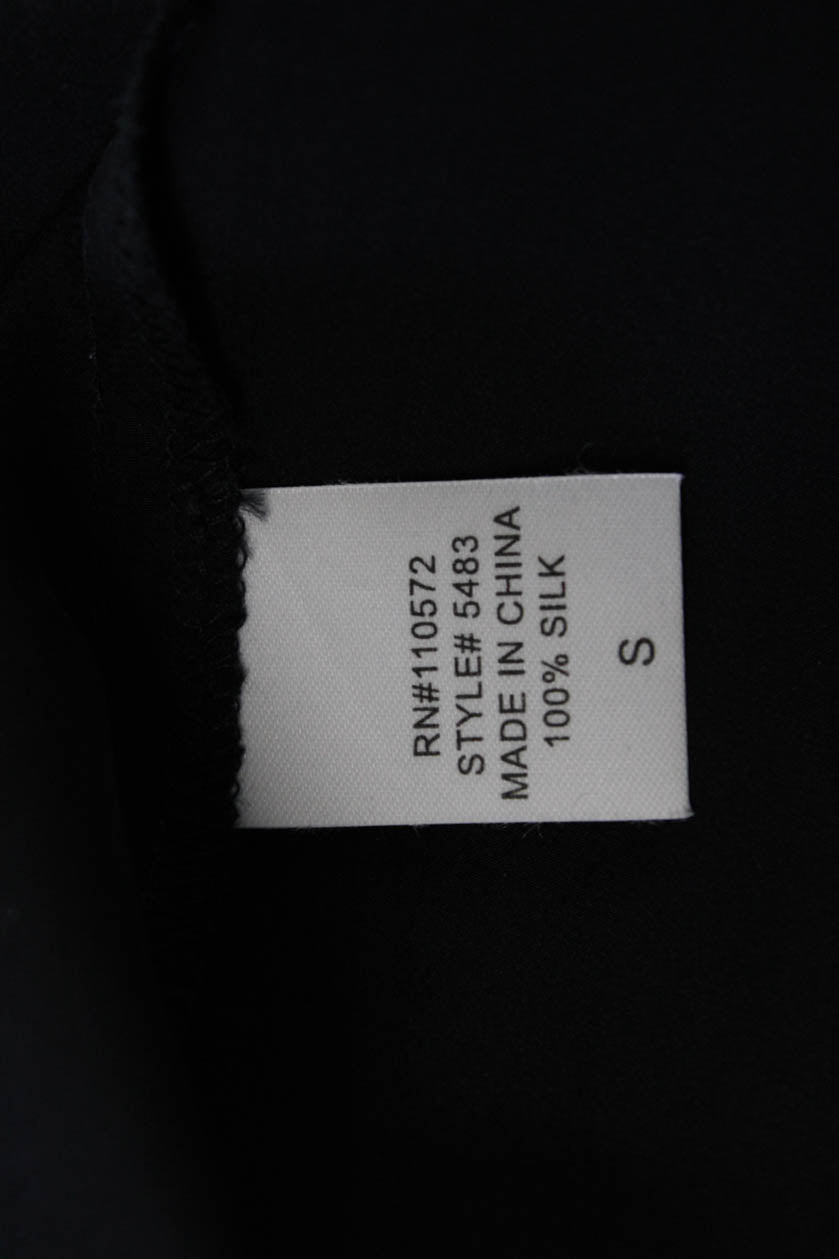 RN#110572
STYLE# 5483
MADE IN CHINA
100% SILK
S